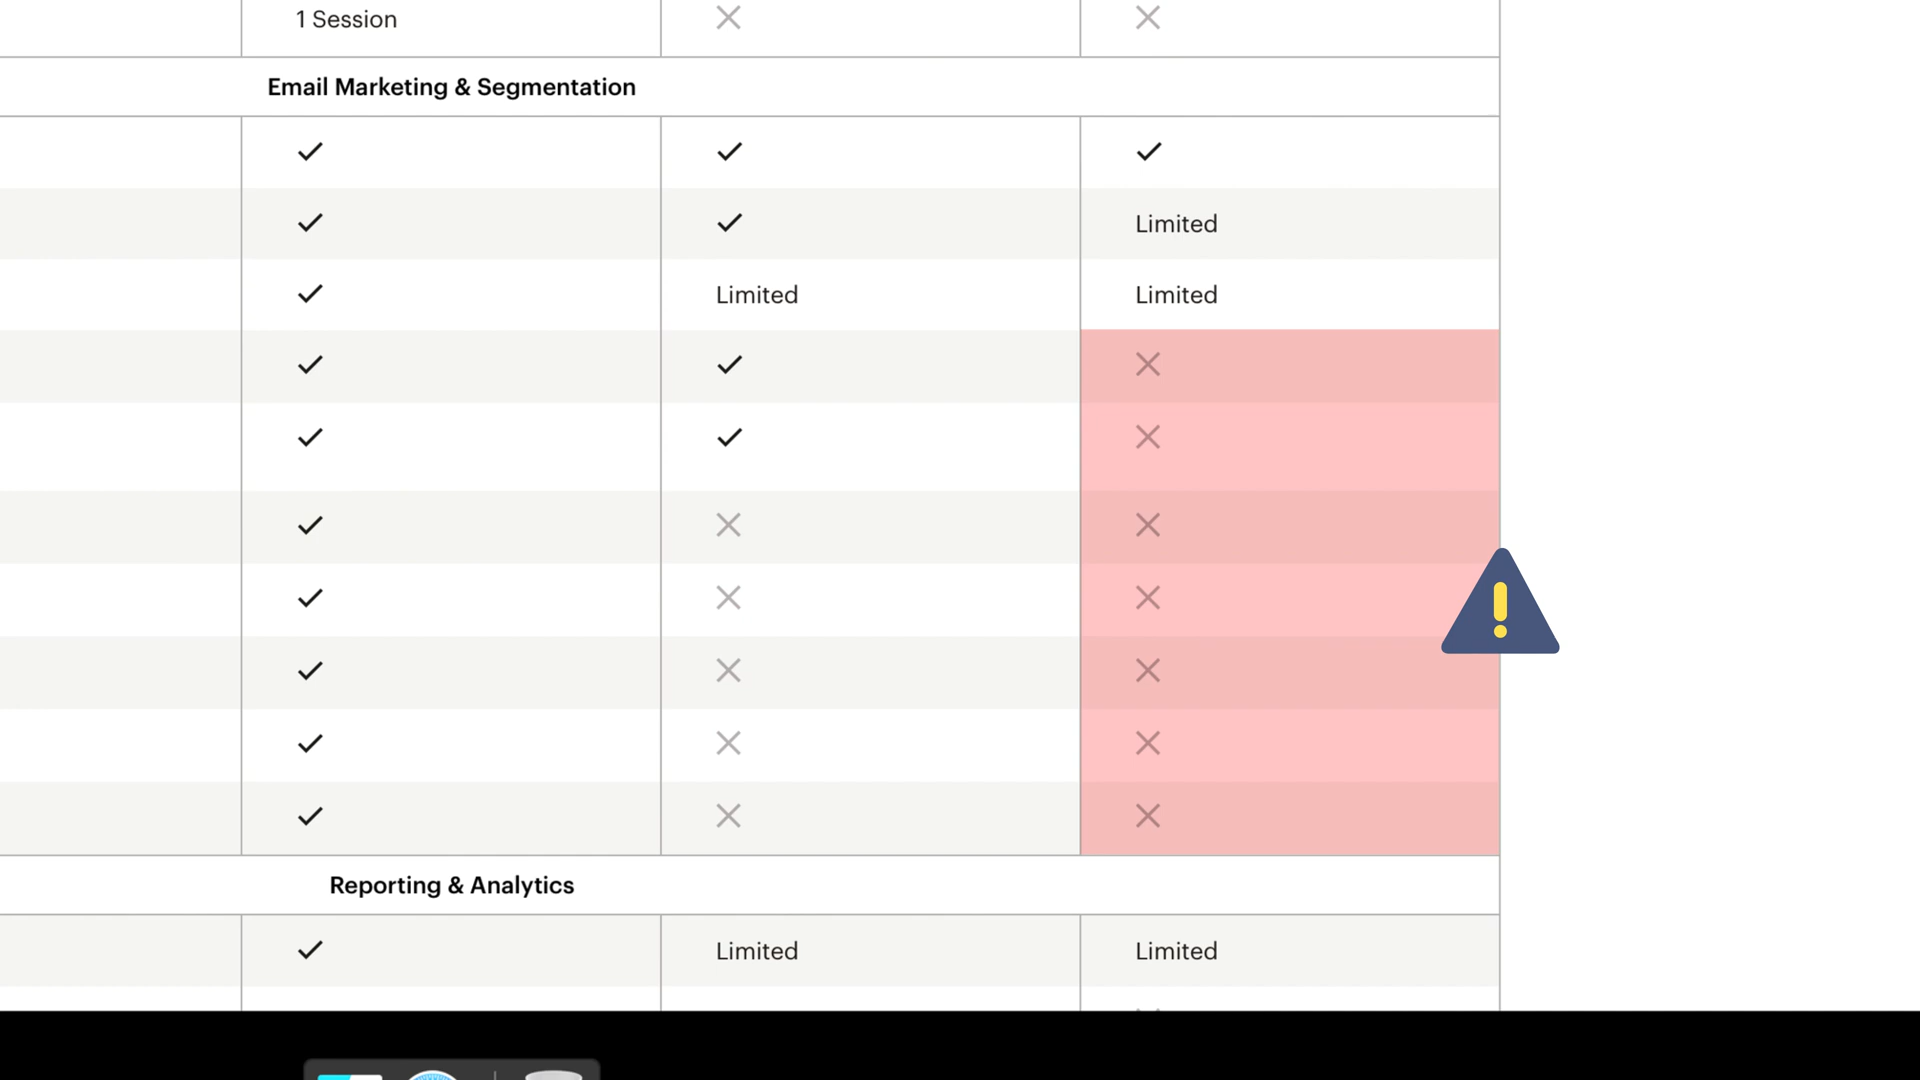 1 Session
Email Marketing & Segmentation
Limited
Limited
Limited
Reporting & Analytics
Limited
Limited